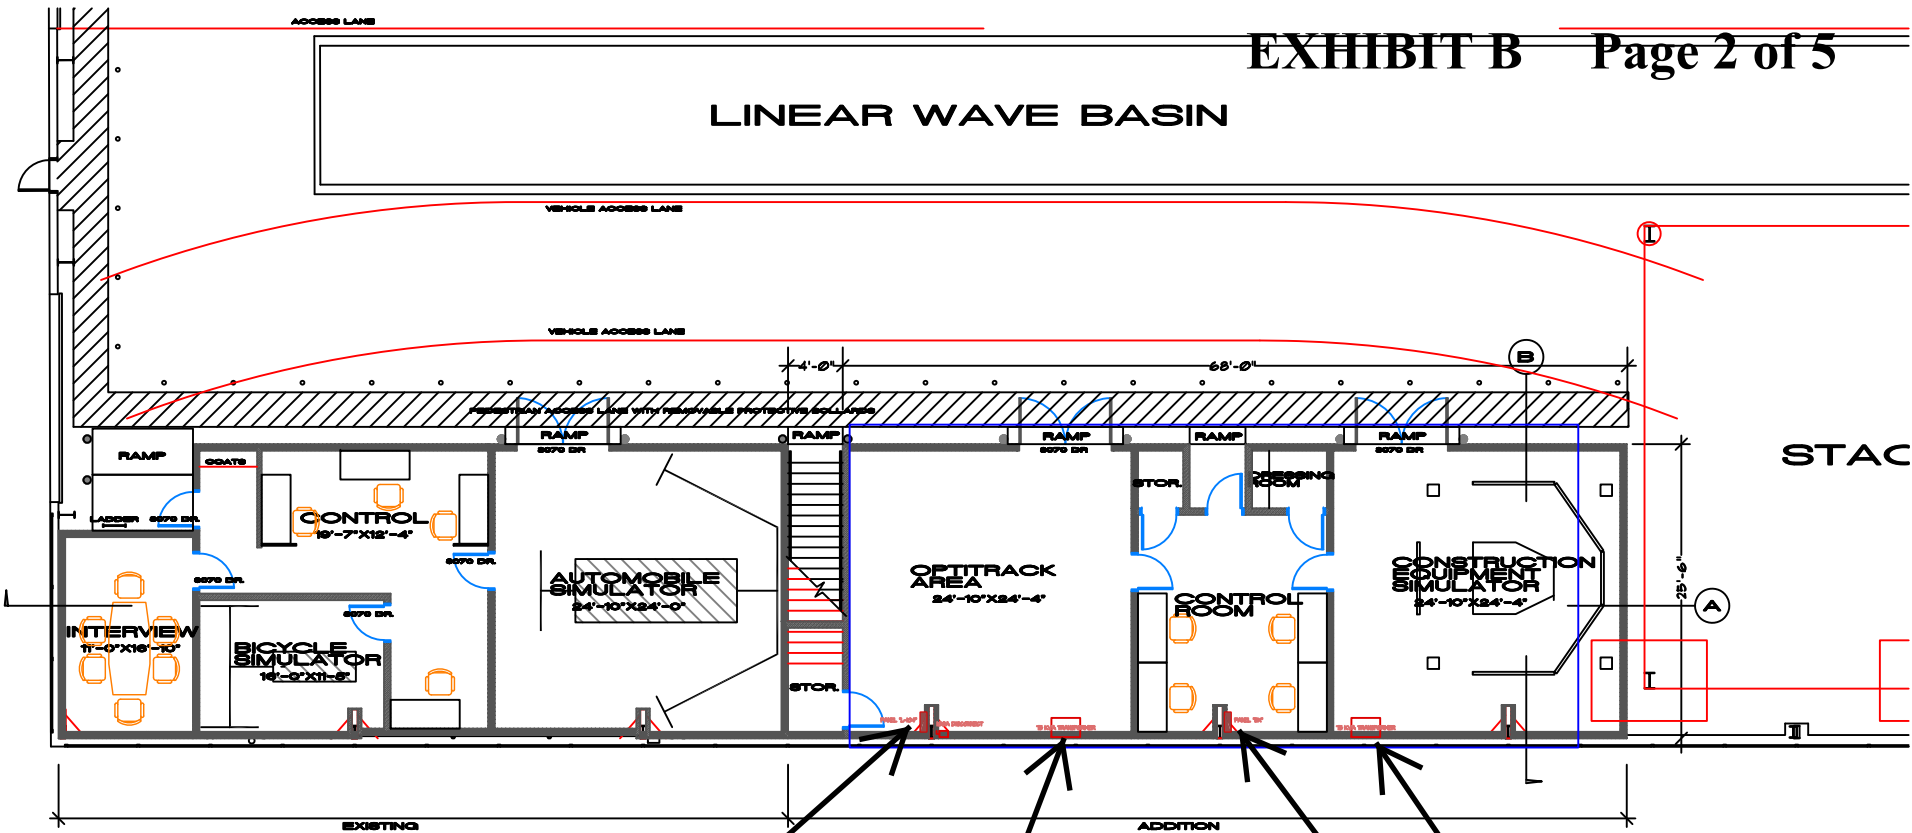 ACCESS LANE
EXHIBIT B Page 2 of 5
LINEAR WAVE BASIN
VEHICLE ACCESS LANE
VEHICLE ACCESS LANE
4'-0"
68'-0"
B
I
PEDESTRIAN ACCESS LANE WITH REMOVABLE PROTECTIVE BOLLARDS
RAMP
RAMP
3070 DR.
RAMP
RAMP
3070 DR.
RAMP
RAMP
3070 DR.
STAC
COATS
LADDER
3070 DR.
CONTROL
19'-7"X12'-4"
STOR.
DRESSING
ROOM
3070 DR.
3070 DR.
AUTOMOBILE
SIMULATOR
24'-10"X24'-0"
OPTITRACK
AREA
24'-10"X24'-4"
CONTROL
ROOM
CONSTRUCTION
EQUIPMENT
SIMULATOR
24'-10"X24'-4"
25'-6"
A
3070 DR.
INTERVIEW
11'-0"X16'-10"
BICYCLE
SIMULATOR
STOR.
I
EXISTING
ADDITION